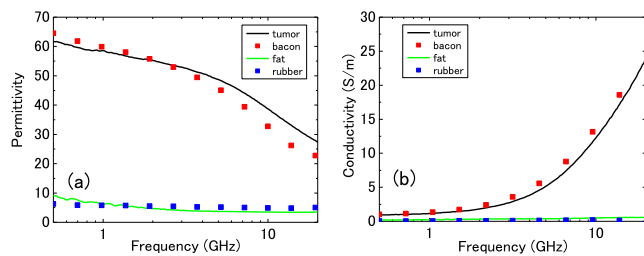 70
60
50
40
30
20
10
0
Permittivity
tumor
bacon
fat
rubber
(a)
1
10
Frequency (GHz)
30
25
20
15
10
5
0
Conductivity (S/m)
tumor
bacon
fat
rubber
(b)
1
10
Frequency (GHz)